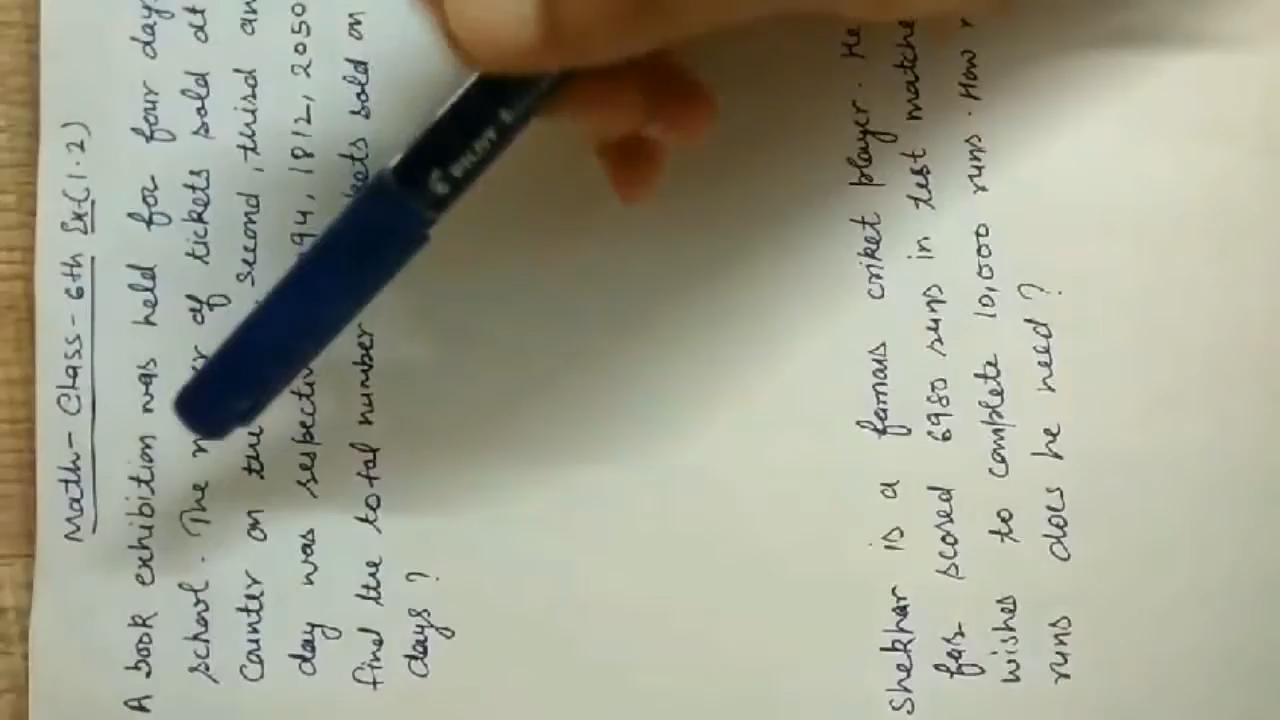 Math - Class - 6th Ex (1.2)
A book exhibition was held for four days
school. The of tickets sold at
Counter on the second, third an
day was 94, 1812, 2050
find the total number sold on
days?
Shekhar is a famous criket player. He
far scored 6980 runs in test matche
wishes to complete 10,000 runs. How
runs does he need?
PILOT